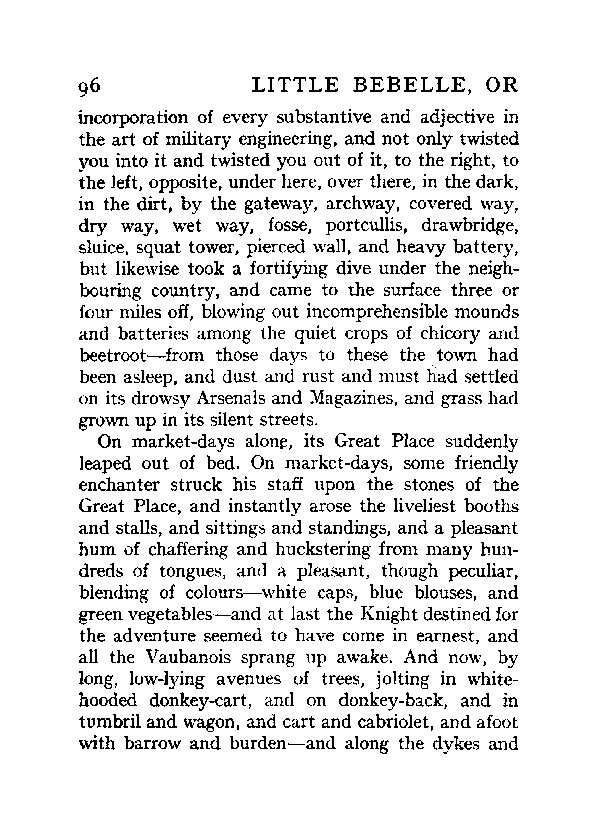 96 LITTLE BEBELLE, OR
incorporation of every substantive and adjective in
the art of military engineering, and not only twisted
you into it and twisted you out of it, to the right, to
the left, opposite, under here, over there, in the dark,
in the dirt, by the gateway, archway, covered way,
dry way, wet way, fosse, portcullis, drawbridge,
sluice, squat tower, pierced wall, and heavy battery,
but likewise took a fortifying dive under the neigh-
bouring country, and came to the surface three or
four miles off, blowing out incomprehensible mounds
and batteries among the quiet crops of chicory and
beetroot—from those days to these the town had
been asleep, and dust and rust and must had settled
on its drowsy Arsenals and Magazines, and grass had
grown up in its silent streets.
On market-days alone, its Great Place suddenly
leaped out of bed. On market-days, some friendly
enchanter struck his staff upon the stones of the
Great Place, and instantly arose the liveliest booths
and stalls, and sittings and standings, and a pleasant
hum of chaffering and huckstering from many hun-
dreds of tongues, and a pleasant, though peculiar,
blending of colours—white caps, blue blouses, and
green vegetables—and at last the Knight destined for
the adventure seemed to have come in earnest, and
all the Vaubanois sprang up awake. And now, by
long, low-lying avenues of trees, jolting in white-
hooded donkey-cart, and on donkey-back, and in
tumbril and wagon, and cart and cabriolet, and afoot
with barrow and burden—and along the dykes and